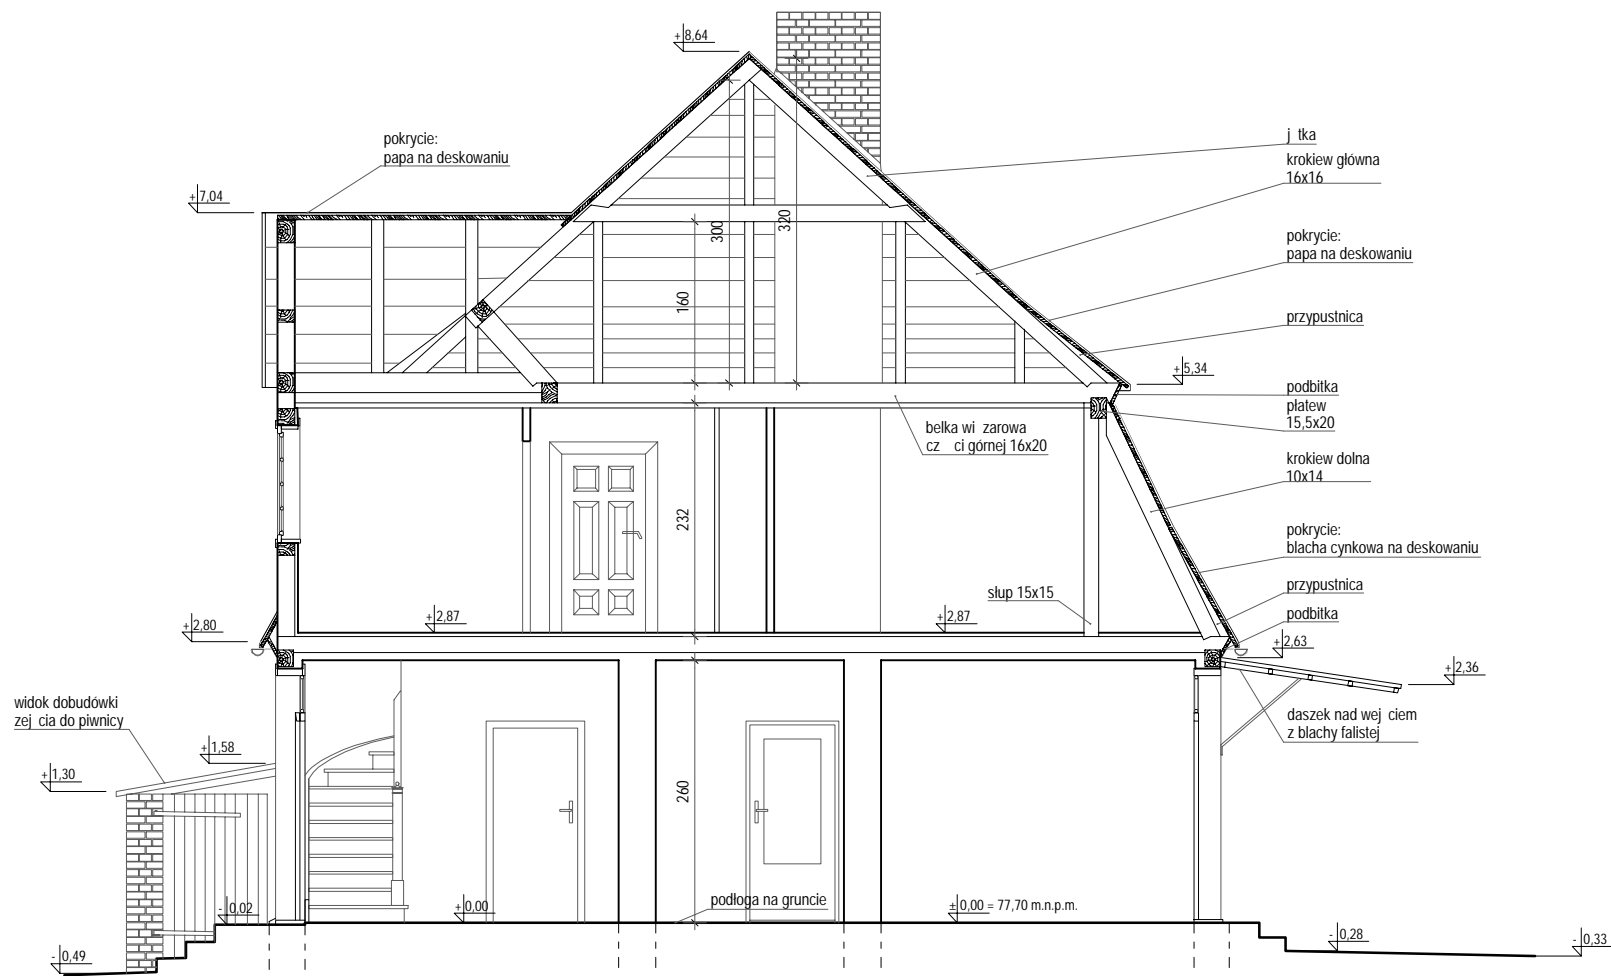 +8,64
pokrycie:
papa na deskowaniu
+7,04
j tka
krokiew główna
16x16
300
320
160
pokrycie:
papa na deskowaniu
przypustnica
+5,34
podbitka
płatew
15,5x20
belka wi zarowa
cz ci górnej 16x20
krokiew dolna
10x14
232
pokrycie:
blacha cynkowa na deskowaniu
przypustnica
słup 15x15
podbitka
+2,87
+2,87
+2,80
+2,63
+2,36
widok dobudówki
zej cia do piwnicy
daszek nad wej ciem
z blachy falistej
+1,58
+1,30
260
podłoga na gruncie
- 0,02
+0,00
±0,00 = 77,70 m.n.p.m.
- 0,49
- 0,28
- 0,33